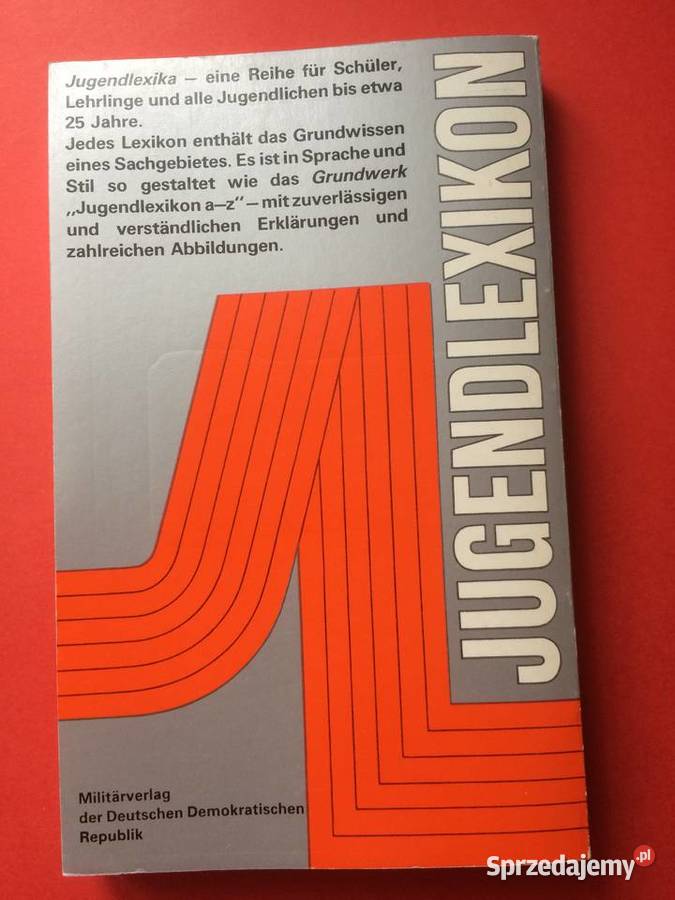 Jugendlexika – eine Reihe für Schüler,
Lehrlinge und alle Jugendlichen bis etwa
25 Jahre.
Jedes Lexikon enthält das Grundwissen
eines Sachgebietes. Es ist in Sprache und
Stil so gestaltet wie das Grundwerk
„Jugendlexikon a–z“ – mit zuverlässigen
und verständlichen Erklärungen und
zahlreichen Abbildungen.
JUGENDLEXIKON
Militärverlag
der Deutschen Demokratischen
Republik
Sprzedajemy.pl